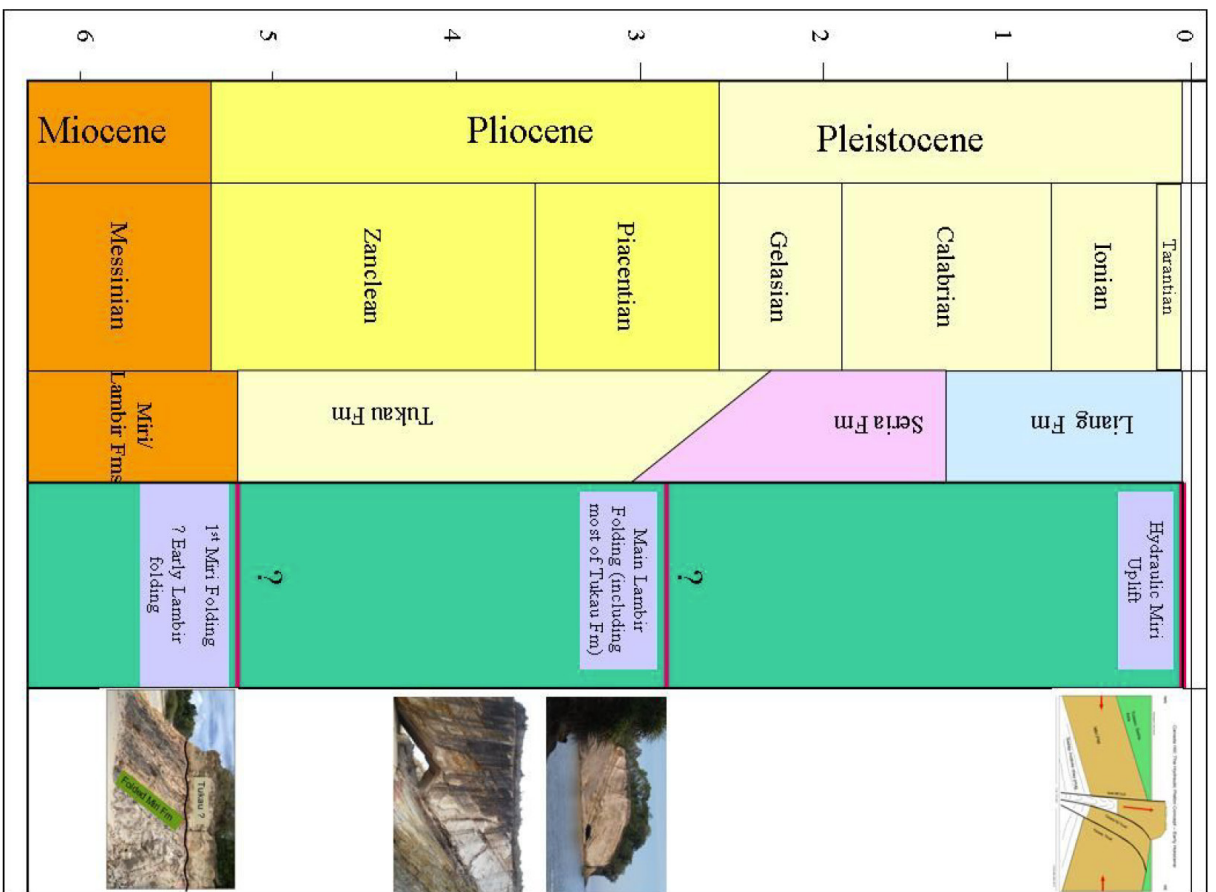 6 5 4 3 2 1 0
Miocene
Pliocene
Pleistocene
Messinian
Zanclean
Piacentian
Gelasian
Calabrian
Ionian
Tarantian
Miri/
Lambir Fms
Tukau Fm
Seria Fm
Liang Fm
1st Miri Folding
? Early Lambir
folding
?
Main Lambir
Folding (including
most of Tukau Fm)
?
Hydraulic Miri
Uplift
Tukau ?
Folded Miri Fm